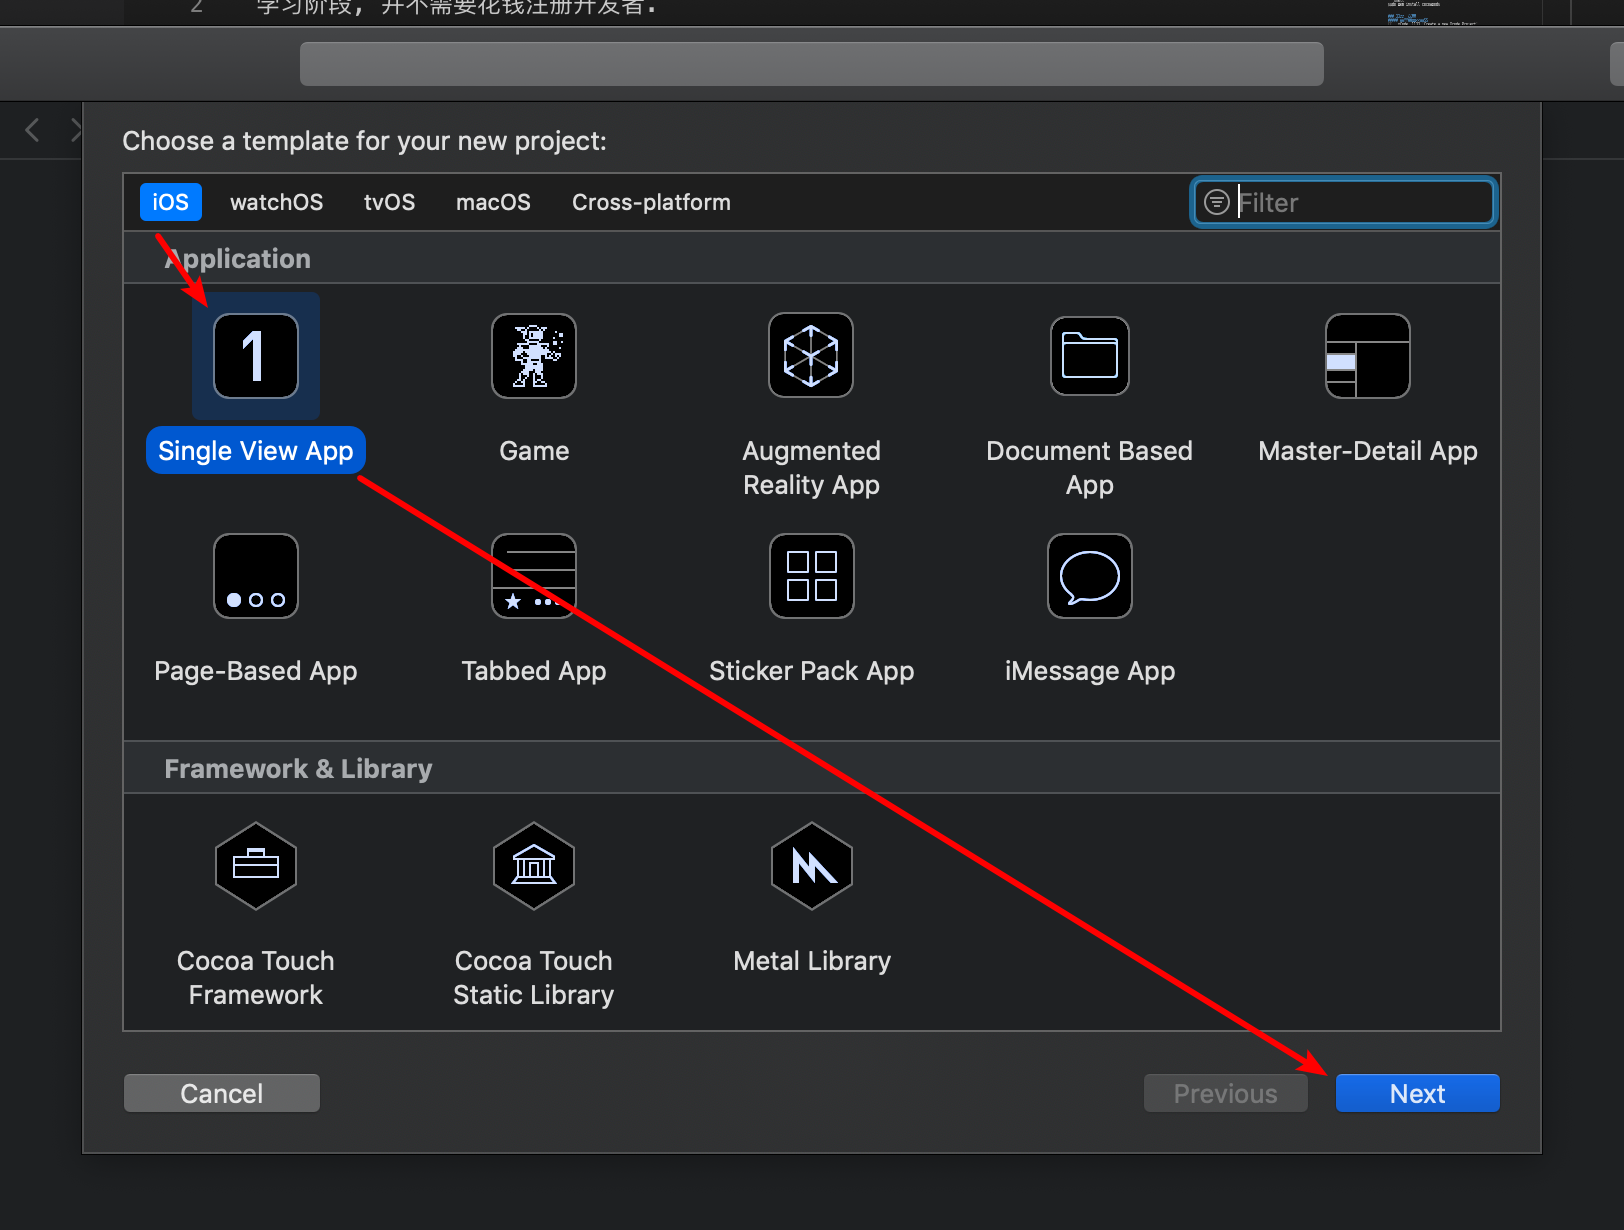 2 学习阶段, 并不需要花钱注册开发者.
Choose a template for your new project:
iOS watchOS tvOS macOS Cross-platform Filter
Application
1
Single View App Game Augmented Reality App Document Based App Master-Detail App
Page-Based App Tabbed App Sticker Pack App iMessage App
Framework & Library
Cocoa Touch Framework Cocoa Touch Static Library Metal Library
Cancel Previous Next